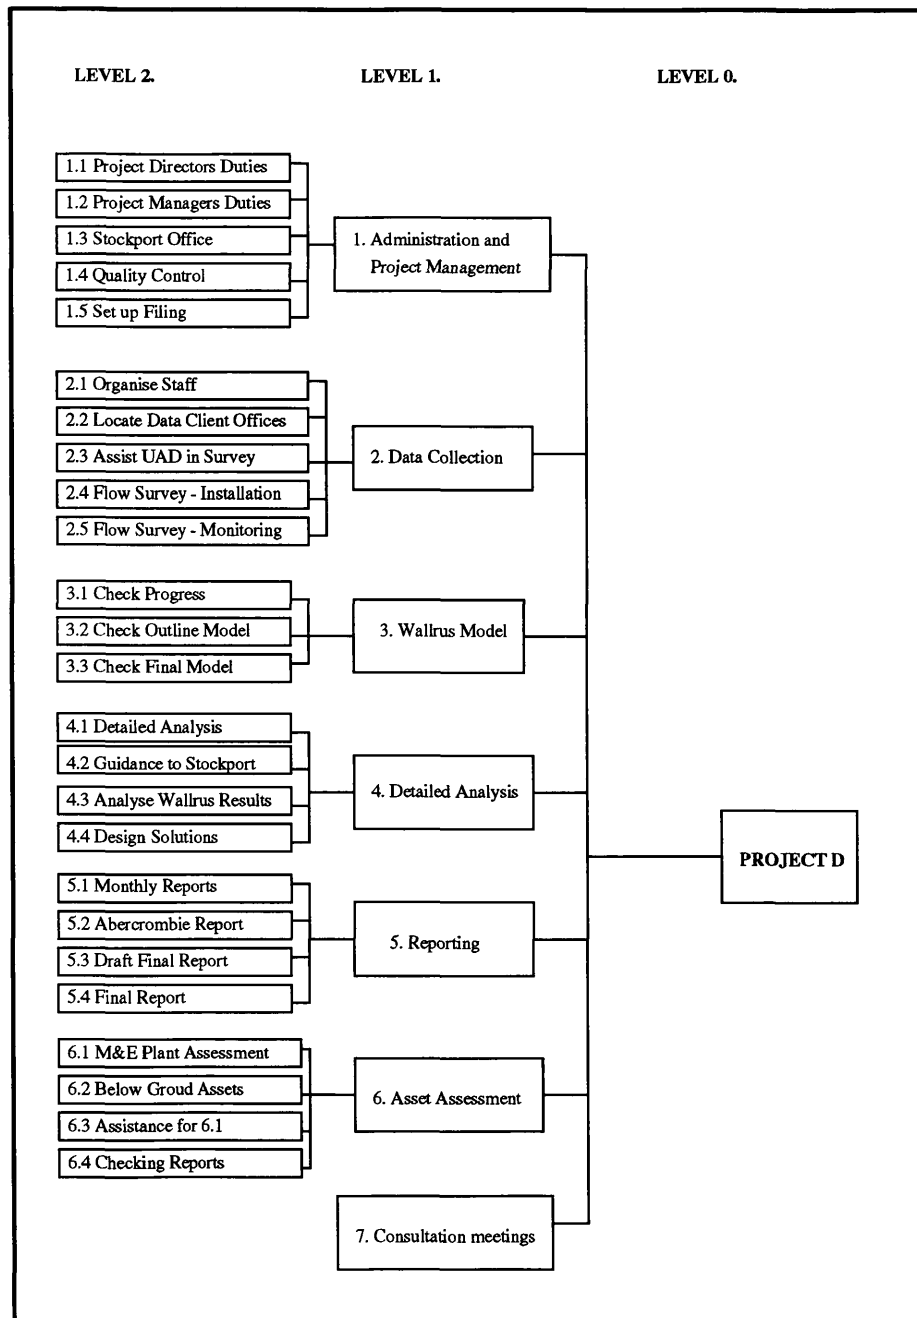 LEVEL 2.
LEVEL 1.
LEVEL 0.
1.1 Project Directors Duties
1.2 Project Managers Duties
1.3 Stockport Office
1.4 Quality Control
1.5 Set up Filing
1. Administration and
Project Management
2.1 Organise Staff
2.2 Locate Data Client Offices
2.3 Assist UAD in Survey
2.4 Flow Survey - Installation
2.5 Flow Survey - Monitoring
2. Data Collection
3.1 Check Progress
3.2 Check Outline Model
3.3 Check Final Model
3. Wallrus Model
4.1 Detailed Analysis
4.2 Guidance to Stockport
4.3 Analyse Wallrus Results
4.4 Design Solutions
4. Detailed Analysis
PROJECT D
5.1 Monthly Reports
5.2 Abercrombie Report
5.3 Draft Final Report
5.4 Final Report
5. Reporting
6.1 M&E Plant Assessment
6.2 Below Groud Assets
6.3 Assistance for 6.1
6.4 Checking Reports
6. Asset Assessment
7. Consultation meetings